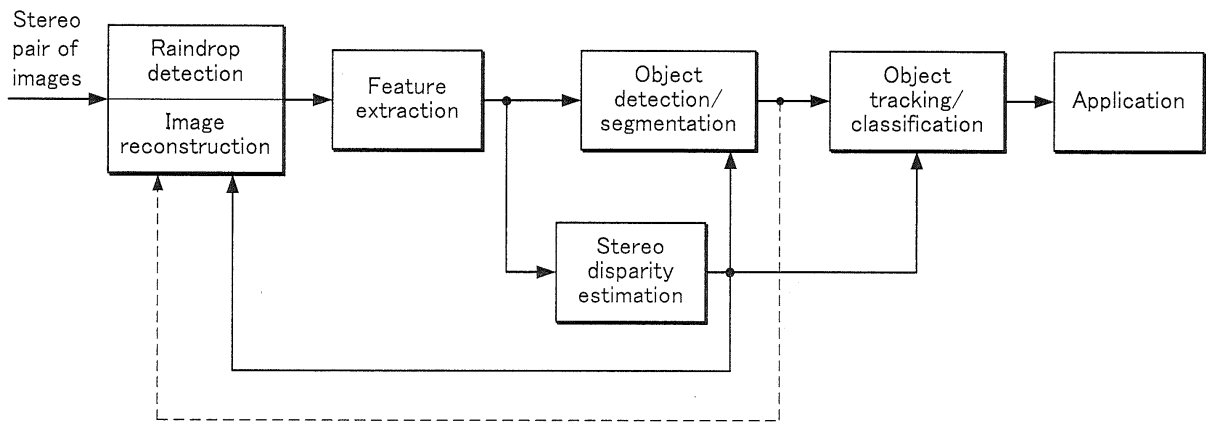 Stereo
pair of
images
Raindrop
detection
Image
reconstruction
Feature
extraction
Object
detection/
segmentation
Stereo
disparity
estimation
Object
tracking/
classification
Application